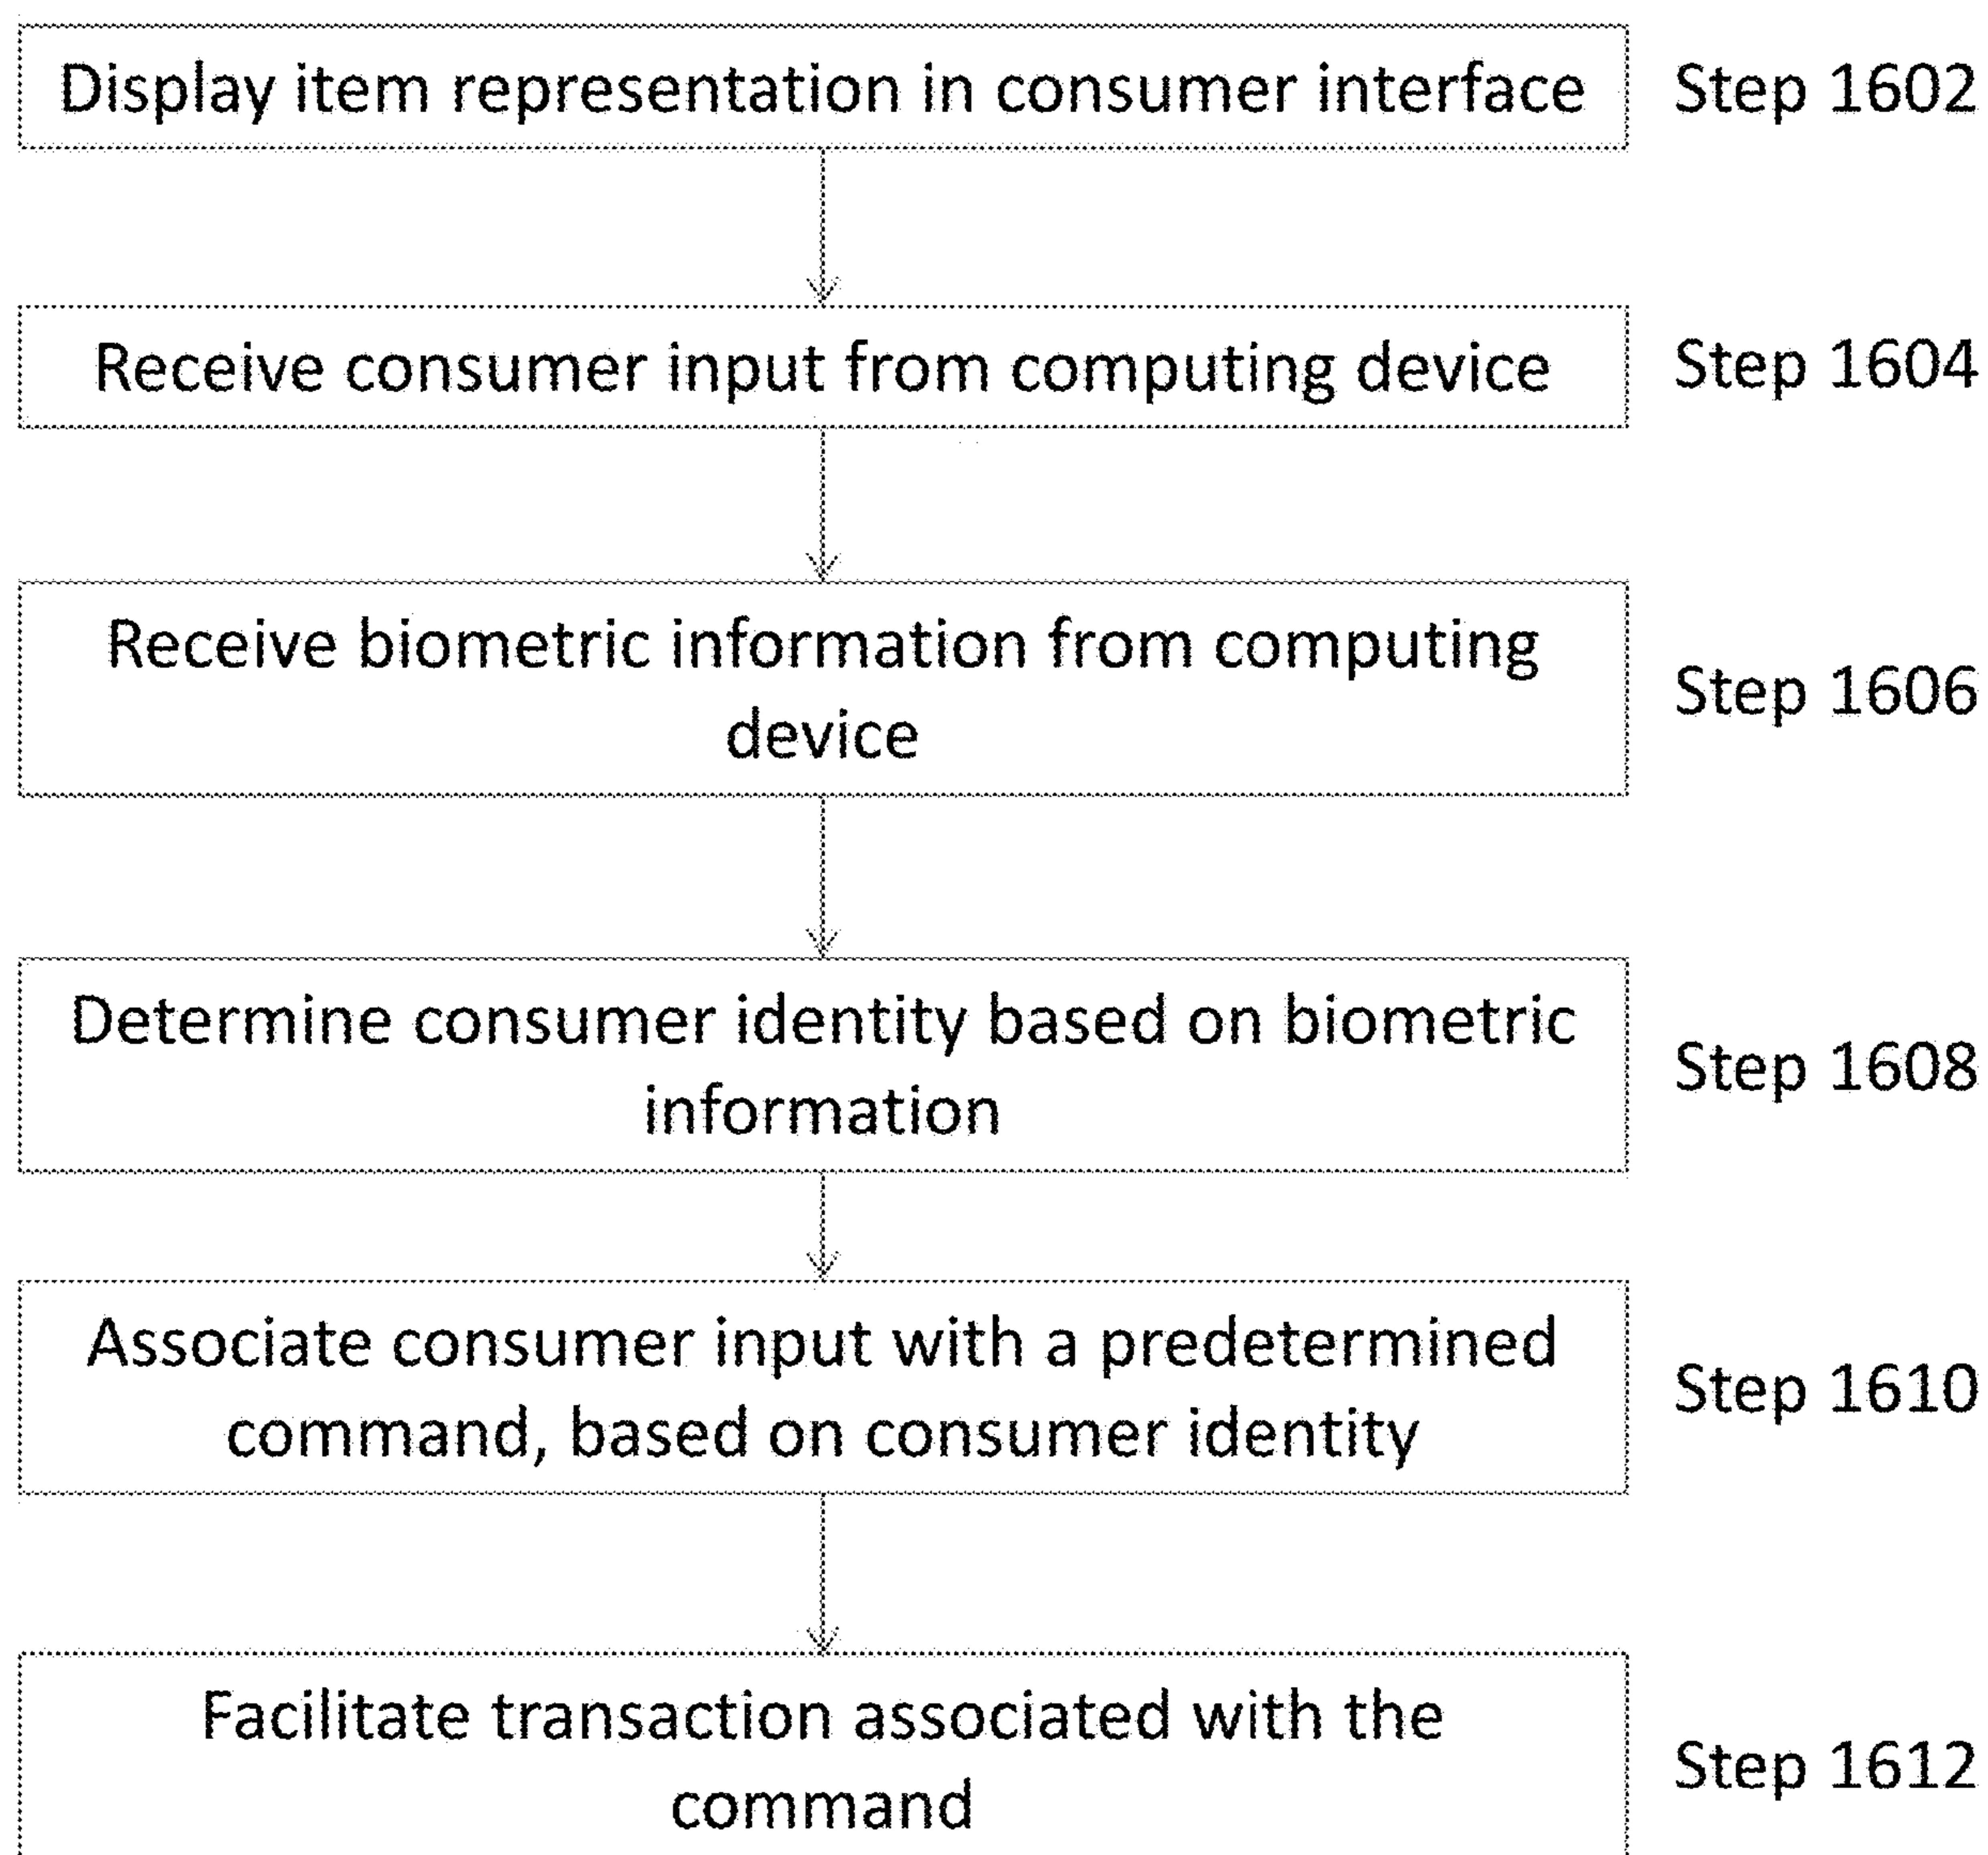 Display item representation in consumer interface
Step 1602
Receive consumer input from computing device
Step 1604
Receive biometric information from computing
device
Step 1606
Determine consumer identity based on biometric
information
Step 1608
Associate consumer input with a predetermined
command, based on consumer identity
Step 1610
Facilitate transaction associated with the
command
Step 1612